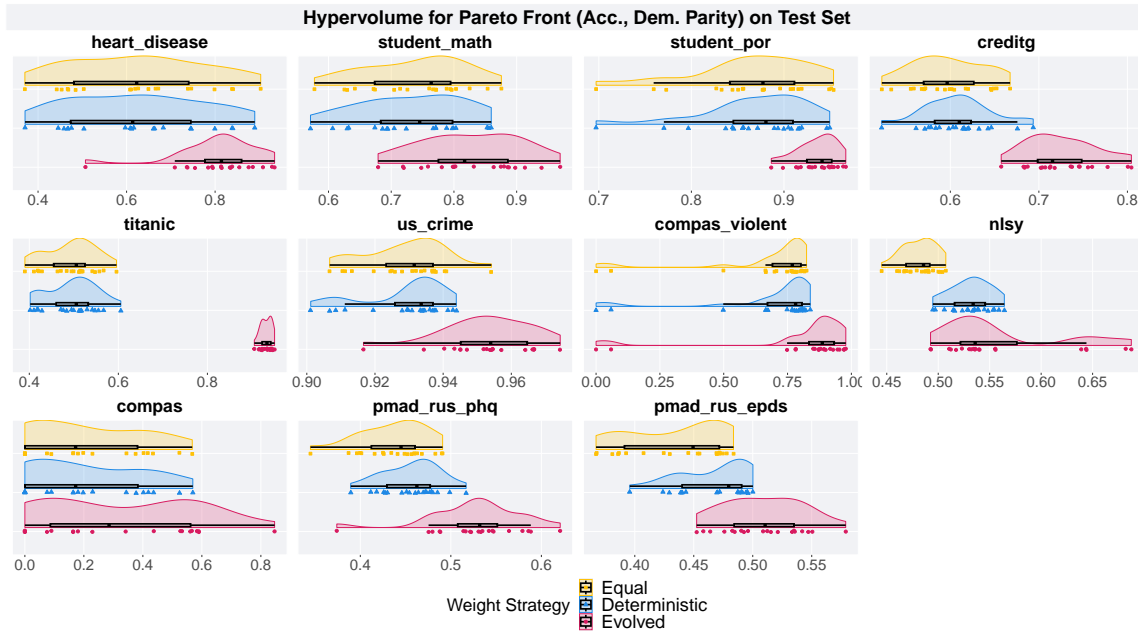 Hypervolume for Pareto Front (Acc., Dem. Parity) on Test Set
heart_disease student_math student_por creditg
0.4 0.6 0.8 0.6 0.7 0.8 0.9 0.7 0.8 0.9 0.6 0.7 0.8
titanic us_crime compas_violent nlsy
0.4 0.6 0.8 0.90 0.92 0.94 0.96 0.00 0.25 0.50 0.75 1.00 0.45 0.50 0.55 0.60 0.65
compas pmad_rus_phq pmad_rus_epds
0.0 0.2 0.4 0.6 0.8 0.4 0.5 0.6 0.40 0.45 0.50 0.55
Equal
Weight Strategy Deterministic
Evolved